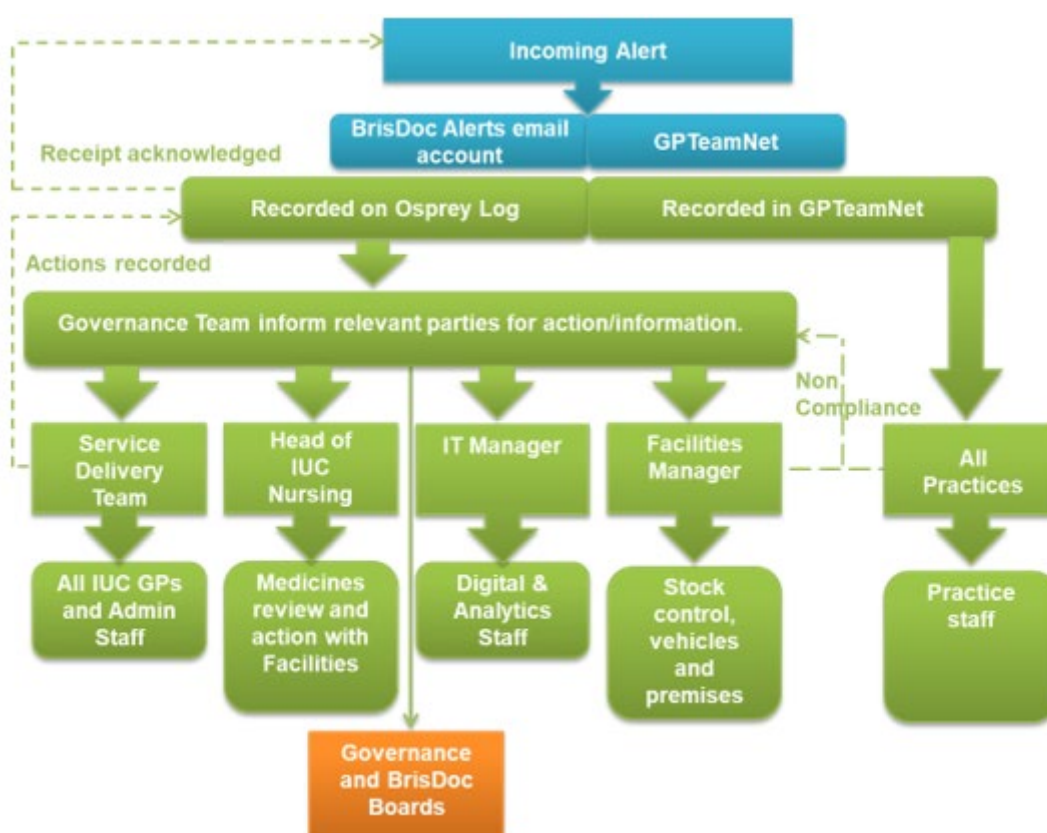 Incoming Alert
BrisDoc Alerts email
account
GPTeamNet
Receipt acknowledged
Recorded on Osprey Log
Recorded in GPTeamNet
Actions recorded
Governance Team inform relevant parties for action/information.
Non
Compliance
Service
Delivery
Team
Head of
IUC
Nursing
IT Manager
Facilities
Manager
All
Practices
All IUC GPs
and Admin
Staff
Medicines
review and
action with
Facilities
Digital &
Analytics
Staff
Stock
control,
vehicles
and
premises
Practice
staff
Governance
and BrisDoc
Boards